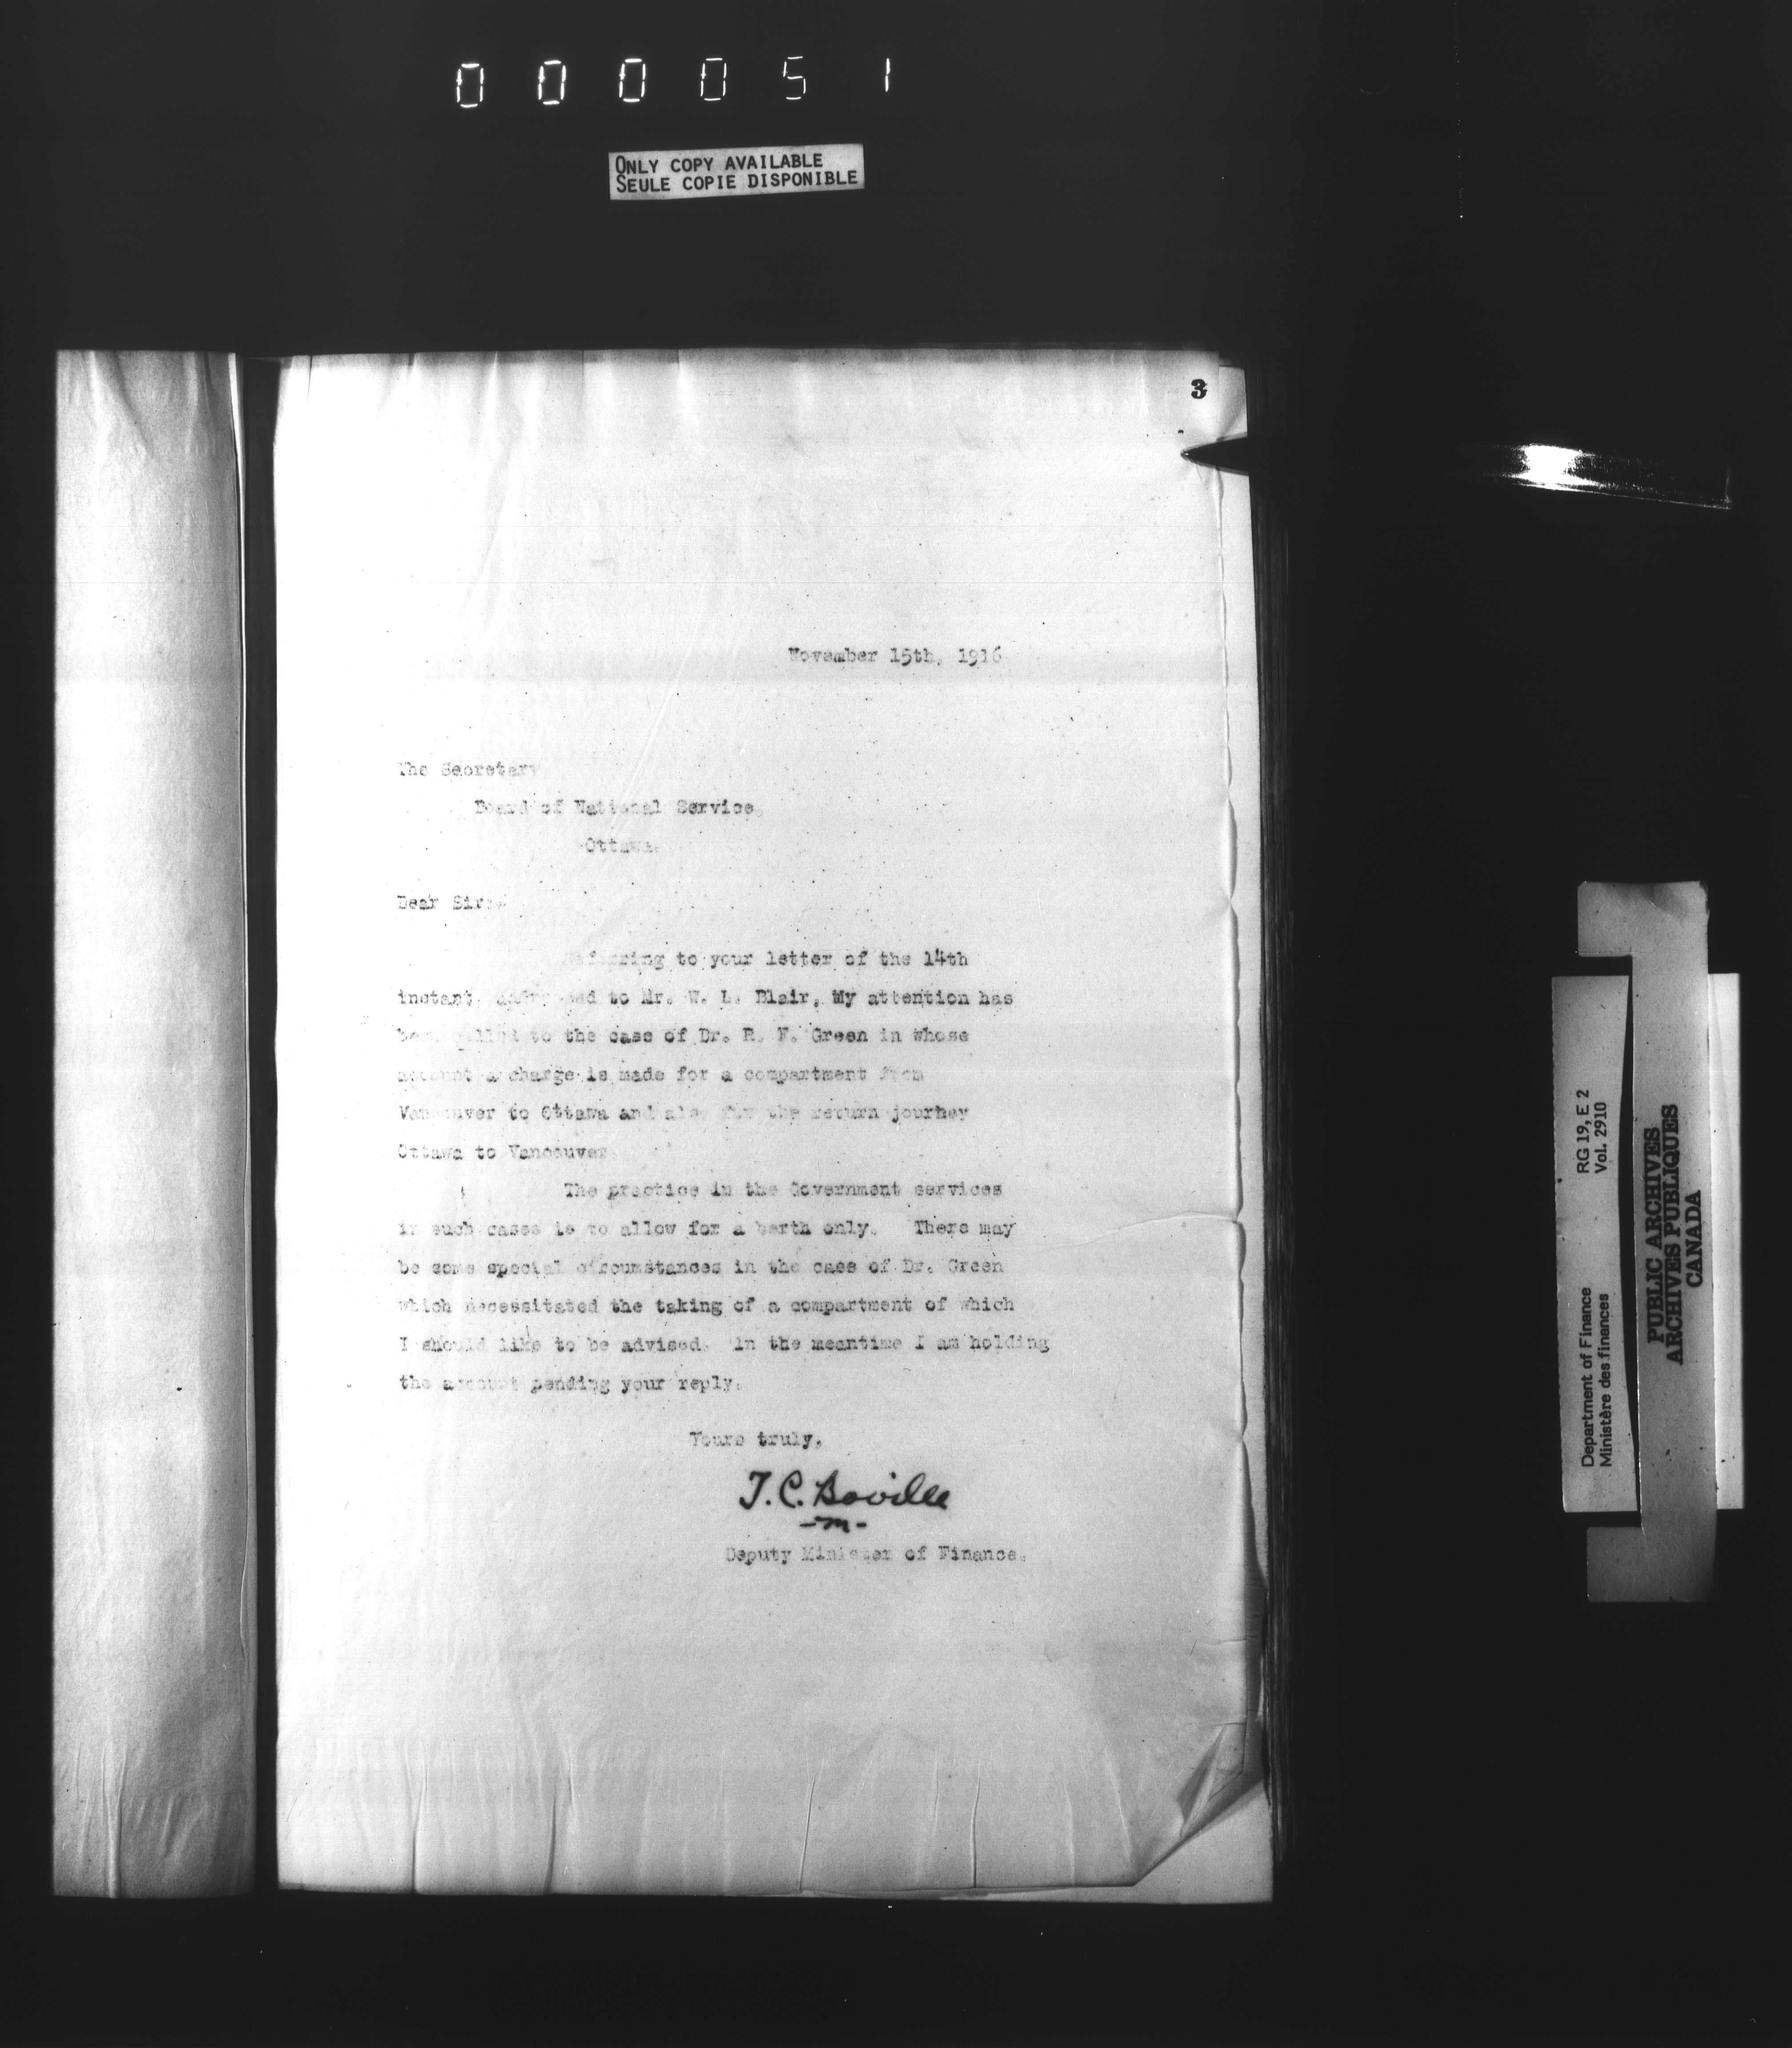 000051
ONLY COPY AVAILABLE
SEULE COPIE DISPONIBLE
3
November 15th, 1916
The Secretary
Board of National Service,
Ottawa.
Dear Sir:-
Referring to your letter of the 14th
instant, addressed to Mr. W. L. Blair, My attention has
been called to the case of Dr. R. F. Green in whose
account a charge is made for a compartment from
Vancouver to Ottawa and also for the return journey
Ottawa to Vancouver.
The practice in the Government services
in such cases is to allow for a berth only. There may
be some special circumstances in the case of Dr. Green
which necessitated the taking of a compartment of which
I should like to be advised. In the meantime I am holding
the account pending your reply.
Yours truly,
T. C. Boville
-m-
Deputy Minister of Finance.
RG 19, E 2
Vol. 2910
Department of Finance
Ministère des finances
PUBLIC ARCHIVES
ARCHIVES PUBLIQUES
CANADA